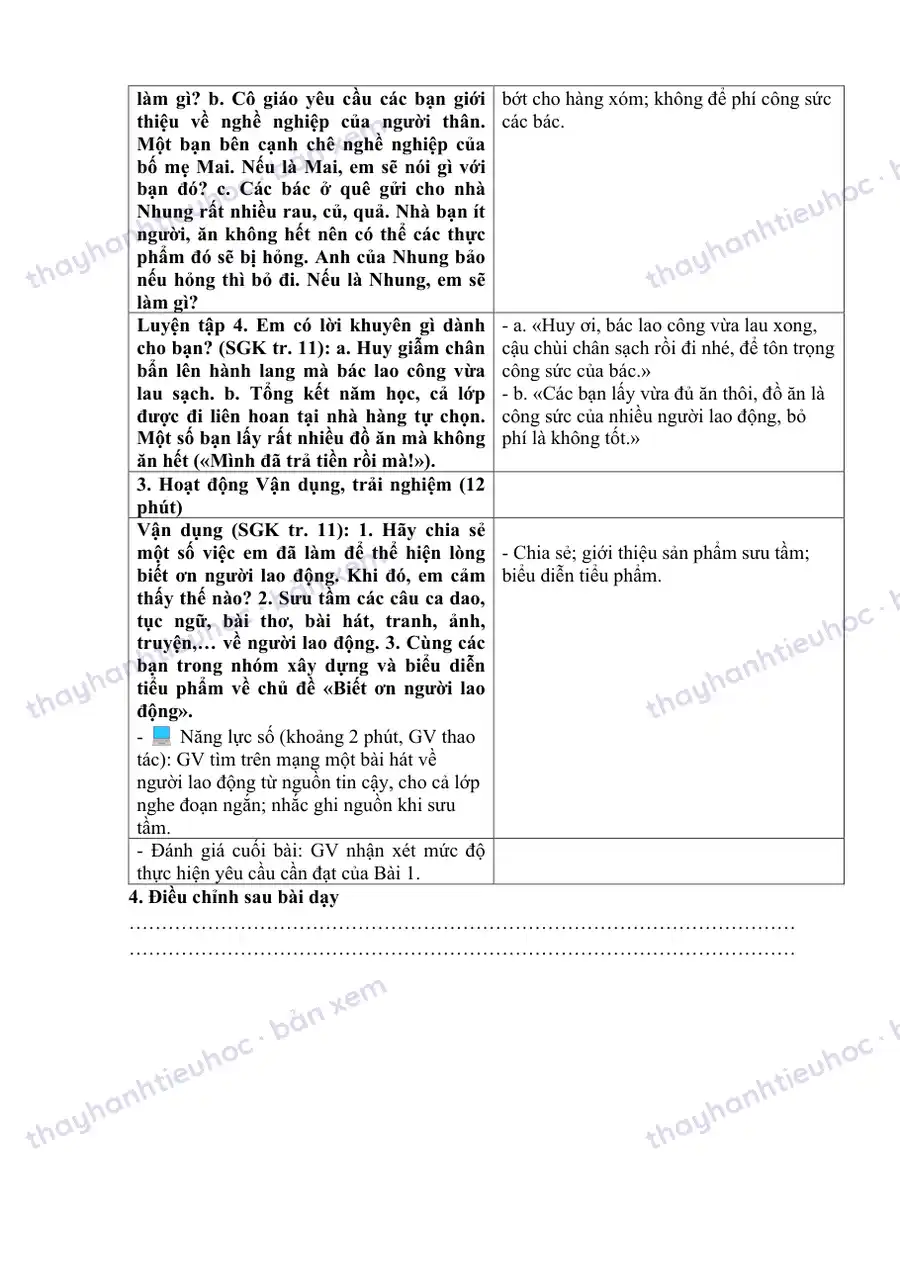 làm gì? b. Cô giáo yêu cầu các bạn giới
thiệu về nghề nghiệp của người thân.
Một bạn bên cạnh chê nghề nghiệp của
bố mẹ Mai. Nếu là Mai, em sẽ nói gì với
bạn đó? c. Các bác ở quê gửi cho nhà
Nhung rất nhiều rau, củ, quả. Nhà bạn ít
người, ăn không hết nên có thể các thực
phẩm đó sẽ bị hỏng. Anh của Nhung bảo
nếu hỏng thì bỏ đi. Nếu là Nhung, em sẽ
làm gì?
bớt cho hàng xóm; không để phí công sức
các bác.
Luyện tập 4. Em có lời khuyên gì dành
cho bạn? (SGK tr. 11): a. Huy giẫm chân
bẩn lên hành lang mà bác lao công vừa
lau sạch. b. Tổng kết năm học, cả lớp
được đi liên hoan tại nhà hàng tự chọn.
Một số bạn lấy rất nhiều đồ ăn mà không
ăn hết («Mình đã trả tiền rồi mà!»).
- a. «Huy ơi, bác lao công vừa lau xong,
cậu chùi chân sạch rồi đi nhé, để tôn trọng
công sức của bác.»
- b. «Các bạn lấy vừa đủ ăn thôi, đồ ăn là
công sức của nhiều người lao động, bỏ
phí là không tốt.»
3. Hoạt động Vận dụng, trải nghiệm (12
phút)
Vận dụng (SGK tr. 11): 1. Hãy chia sẻ
một số việc em đã làm để thể hiện lòng
biết ơn người lao động. Khi đó, em cảm
thấy thế nào? 2. Sưu tầm các câu ca dao,
tục ngữ, bài thơ, bài hát, tranh, ảnh,
truyện,… về người lao động. 3. Cùng các
bạn trong nhóm xây dựng và biểu diễn
tiểu phẩm về chủ đề «Biết ơn người lao
động».
- Năng lực số (khoảng 2 phút, GV thao
tác): GV tìm trên mạng một bài hát về
người lao động từ nguồn tin cậy, cho cả lớp
nghe đoạn ngắn; nhắc ghi nguồn khi sưu
tầm.
- Chia sẻ; giới thiệu sản phẩm sưu tầm;
biểu diễn tiểu phẩm.
- Đánh giá cuối bài: GV nhận xét mức độ
thực hiện yêu cầu cần đạt của Bài 1.
4. Điều chỉnh sau bài dạy
thayhanhtieuhoc · bản xem
thayhanhtieuhoc · b
thayhanhtieuhoc · bản xem
thayhanhtieuhoc · b
thayhanhtieuhoc · bản xem
thayhanhtieuhoc · b